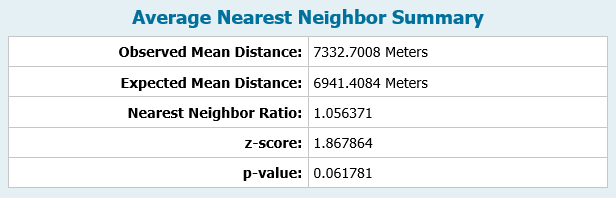 Average Nearest Neighbor Summary
Observed Mean Distance: 7332.7008 Meters
Expected Mean Distance: 6941.4084 Meters
Nearest Neighbor Ratio: 1.056371
z-score: 1.867864
p-value: 0.061781